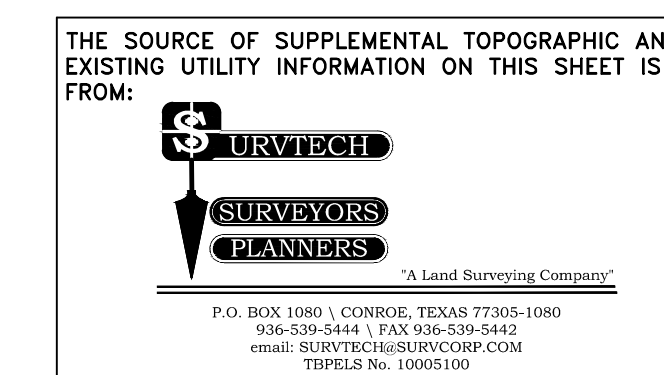 THE SOURCE OF SUPPLEMENTAL TOPOGRAPHIC AN
EXISTING UTILITY INFORMATION ON THIS SHEET IS
FROM:
SURVTECH
SURVEYORS
PLANNERS
"A Land Surveying Company"
P.O. BOX 1080 \ CONROE, TEXAS 77305-1080
936-539-5444 \ FAX 936-539-5442
email: SURVTECH@SURVCORP.COM
TBPELS No. 10005100